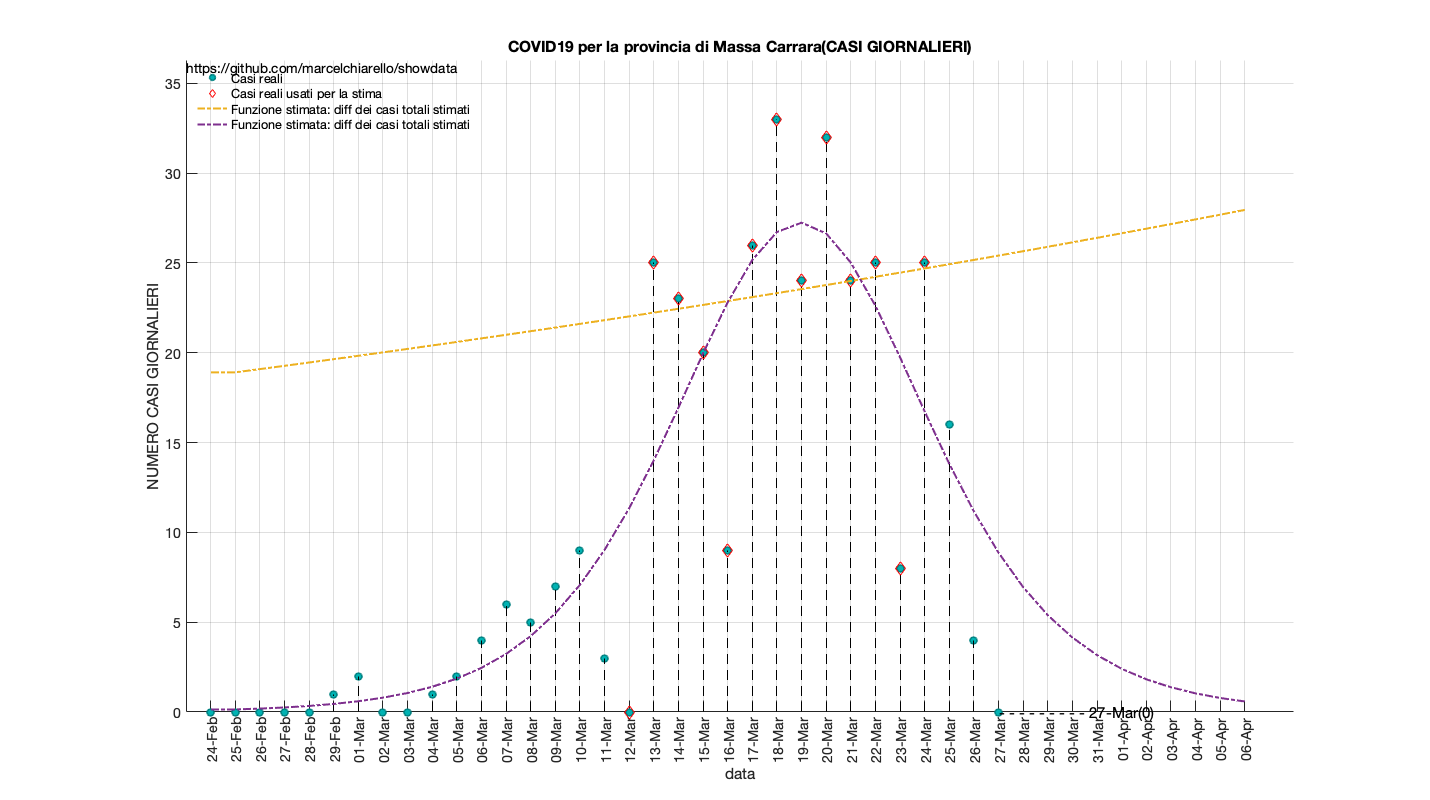 COVID19 per la provincia di Massa Carrara(CASI GIORNALIERI)
https://github.com/marcelchiarello/showdata
Casi reali
Casi reali usati per la stima
Funzione stimata: diff dei casi totali stimati
Funzione stimata: diff dei casi totali stimati
NUMERO CASI GIORNALIERI
35
30
25
20
15
10
5
0
27-Mar(0)
24-Feb
25-Feb
26-Feb
27-Feb
28-Feb
29-Feb
01-Mar
02-Mar
03-Mar
04-Mar
05-Mar
06-Mar
07-Mar
08-Mar
09-Mar
10-Mar
11-Mar
12-Mar
13-Mar
14-Mar
15-Mar
16-Mar
17-Mar
18-Mar
19-Mar
20-Mar
21-Mar
22-Mar
23-Mar
24-Mar
25-Mar
26-Mar
27-Mar
28-Mar
29-Mar
30-Mar
31-Mar
01-Apr
02-Apr
03-Apr
04-Apr
05-Apr
06-Apr
data